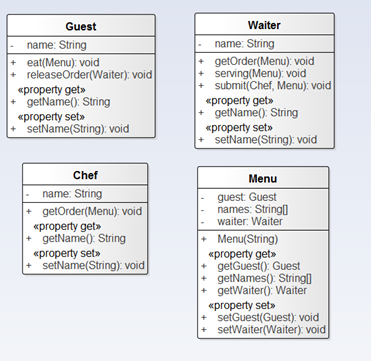 Guest
- name: String
+ eat(Menu): void
+ releaseOrder(Waiter): void
«property get»
+ getName(): String
«property set»
+ setName(String): void
Waiter
- name: String
+ getOrder(Menu): void
+ serving(Menu): void
+ submit(Chef, Menu): void
«property get»
+ getName(): String
«property set»
+ setName(String): void
Chef
- name: String
+ getOrder(Menu): void
«property get»
+ getName(): String
«property set»
+ setName(String): void
Menu
- guest: Guest
- names: String[]
- waiter: Waiter
+ Menu(String)
«property get»
+ getGuest(): Guest
+ getNames(): String[]
+ getWaiter(): Waiter
«property set»
+ setGuest(Guest): void
+ setWaiter(Waiter): void